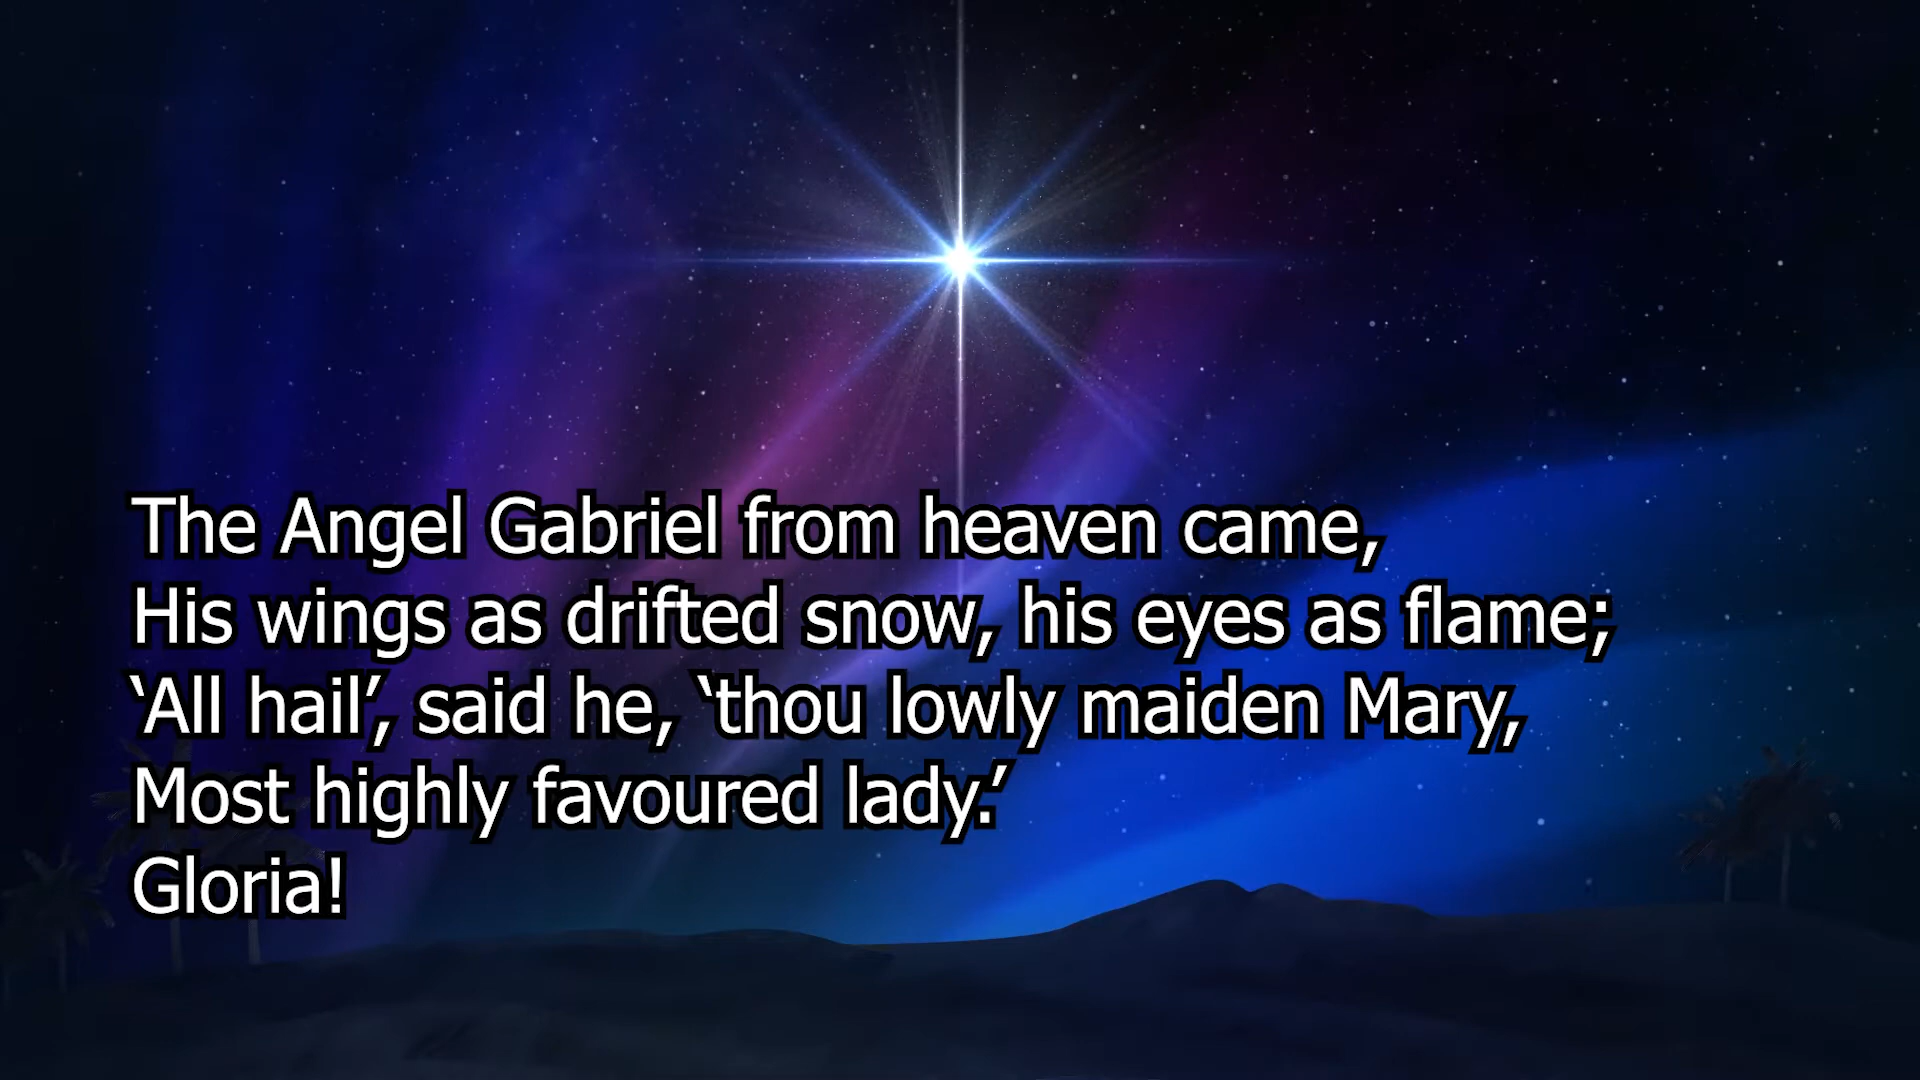 The Angel Gabriel from heaven came,
His wings as drifted snow, his eyes as flame;
‘All hail’, said he, ‘thou lowly maiden Mary,
Most highly favoured lady.’
Gloria!